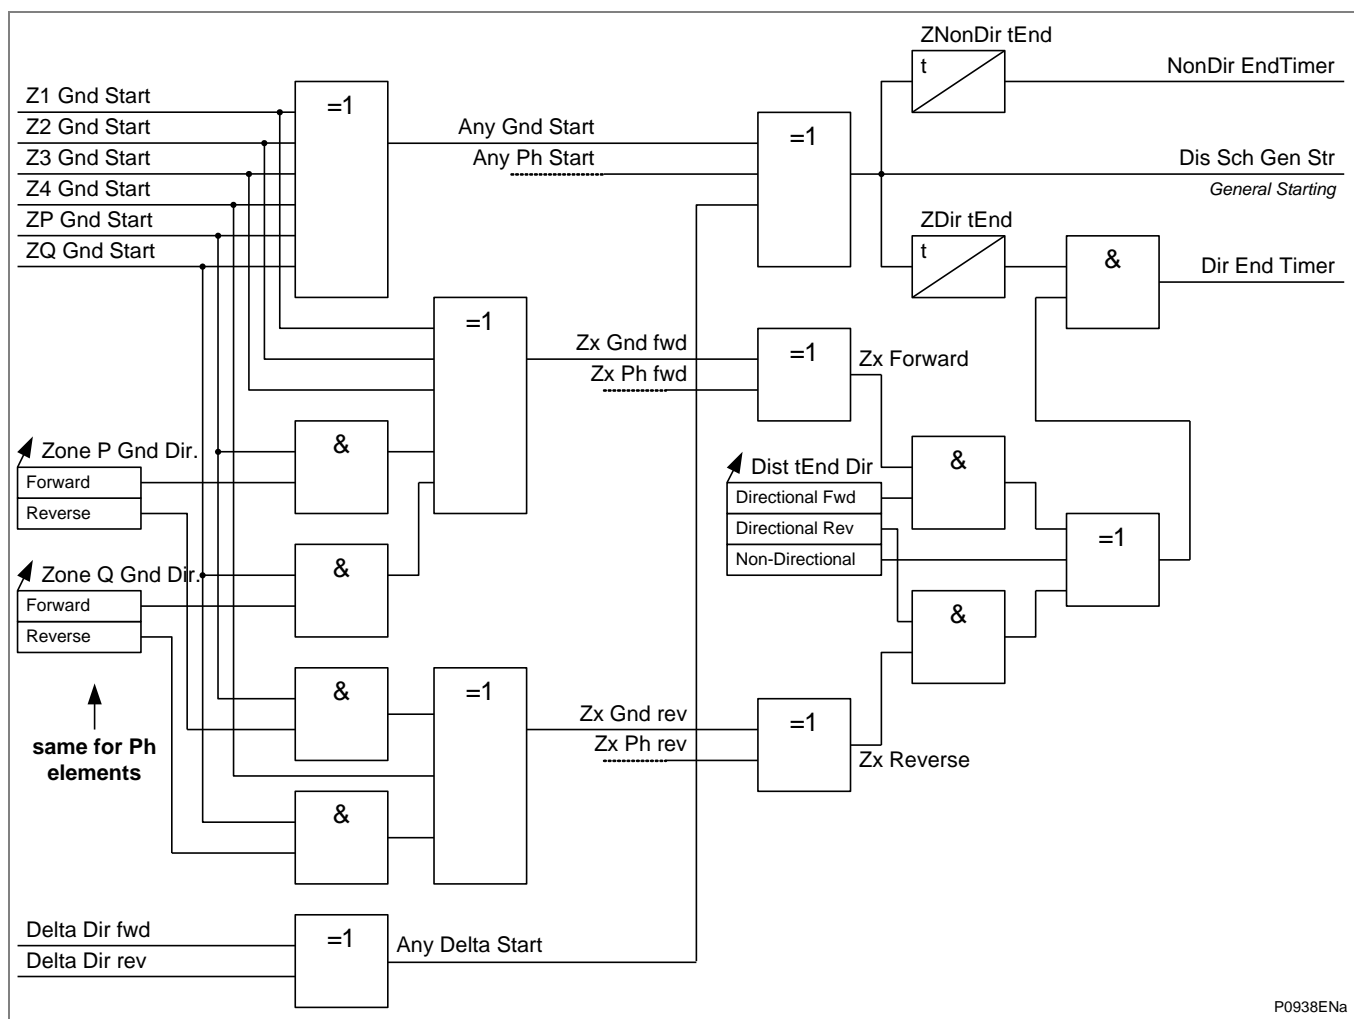 ZNonDir tEnd
t
NonDir EndTimer
Z1 Gnd Start
=1
Z2 Gnd Start
Any Gnd Start
=1
Z3 Gnd Start
Any Ph Start
Dis Sch Gen Str
Z4 Gnd Start
General Starting
ZP Gnd Start
ZDir tEnd
ZQ Gnd Start
t
&
Dir End Timer
=1
Zx Gnd fwd
=1
Zx Forward
Zx Ph fwd
Zone P Gnd Dir.
&
Forward
Reverse
Dist tEnd Dir
&
Directional Fwd
Directional Rev
Non-Directional
=1
Zone Q Gnd Dir.
&
Forward
Reverse
&
&
=1
same for Ph
elements
Zx Gnd rev
=1
Zx Ph rev
Zx Reverse
&
Delta Dir fwd
=1
Any Delta Start
Delta Dir rev
P0938ENa